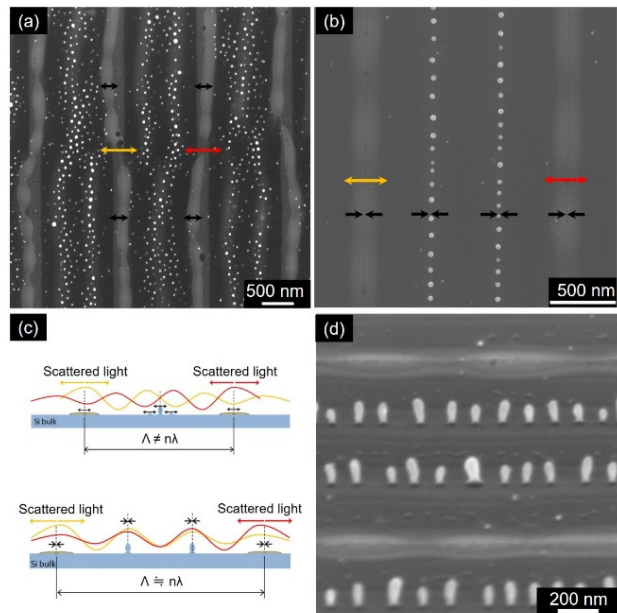 (a)
500 nm
(b)
500 nm
(c)
Scattered light
Scattered light
Si bulk
Λ ≠ nλ
Scattered light
Scattered light
Si bulk
Λ ≒ nλ
(d)
200 nm